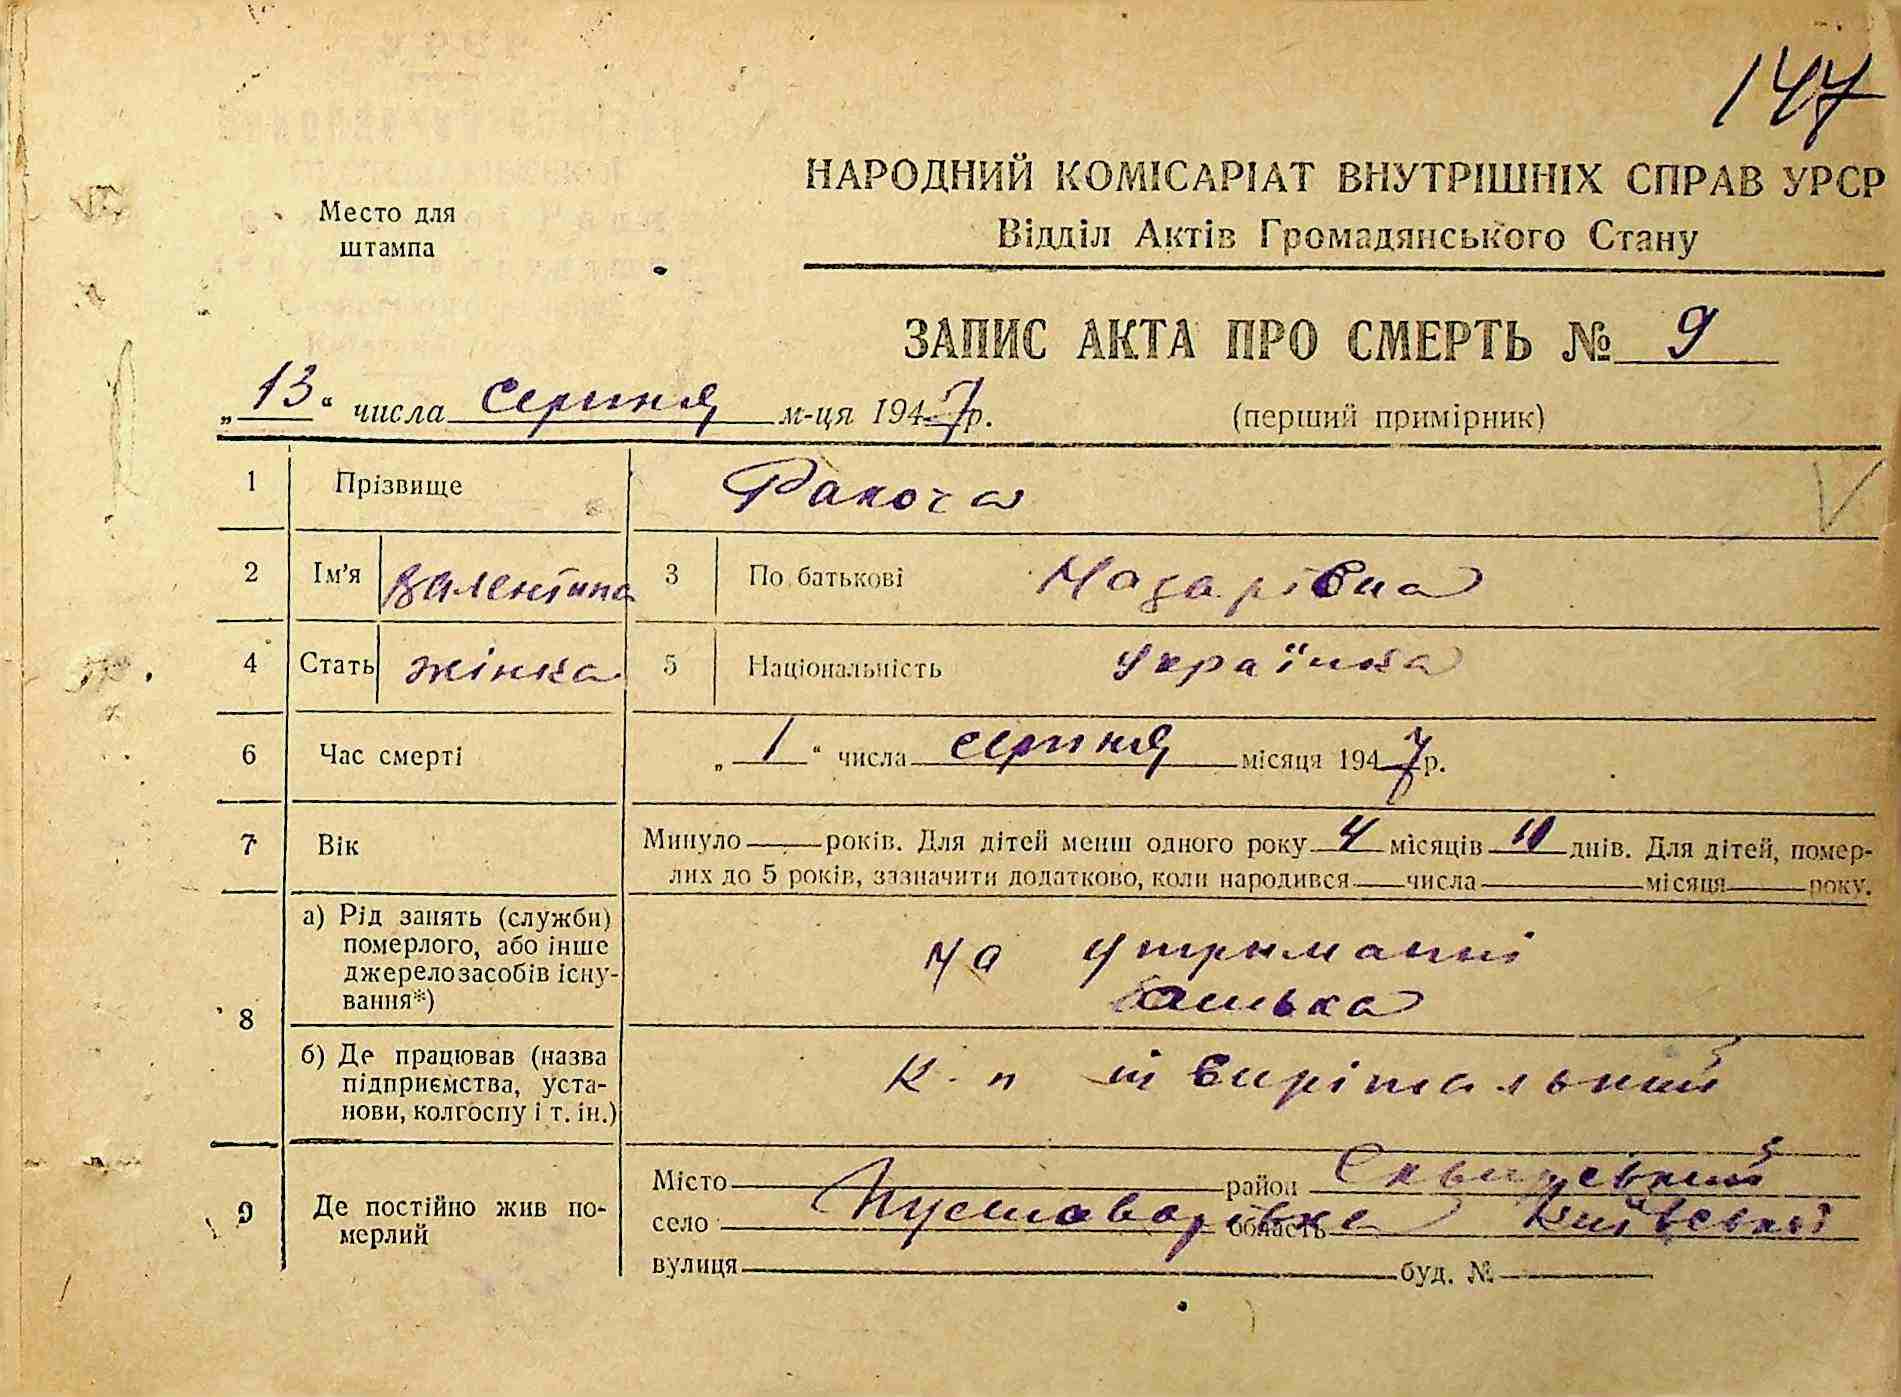 147
НАРОДНИЙ КОМІСАРІАТ ВНУТРІШНІХ СПРАВ УРСР
Відділ Актів Громадянського Стану
Место для
штампа
ЗАПИС АКТА ПРО СМЕРТЬ № 9
„13“ числа серпня м-ця 1947 р.
(перший примірник)
1 Прізвище
2 Ім'я Валентина 3 По батькові Назарівна
4 Стать жінка 5 Національність Українка
6 Час смерті „1“ числа серпня місяця 1947 р.
7 Вік Минуло — років. Для дітей менш одного року 4 місяців 10 днів. Для дітей, помер-
лих до 5 років, зазначити додатково, коли народився — числа — місяця — року.
8 а) Рід занять (служби)
померлого, або інше
джерело засобів існу-
вання*)
на утриманні
батька
б) Де працював (назва
підприємства, уста-
нови, колгоспу і т. ін.)
к-п
9 Де постійно жив по-
мерлий
Місто район Сквирський
село Пустоварівка область Київської
вулиця буд. №